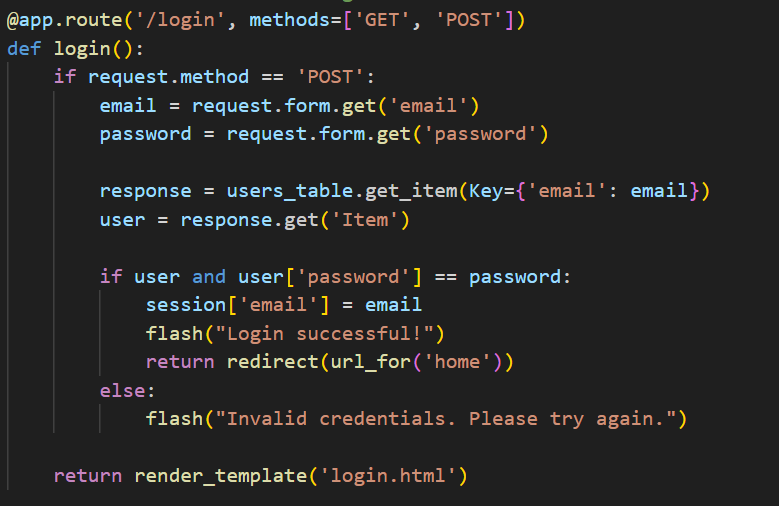 @app.route('/login', methods=['GET', 'POST'])
def login():
    if request.method == 'POST':
        email = request.form.get('email')
        password = request.form.get('password')

        response = users_table.get_item(Key={'email': email})
        user = response.get('Item')

        if user and user['password'] == password:
            session['email'] = email
            flash("Login successful!")
            return redirect(url_for('home'))
        else:
            flash("Invalid credentials. Please try again.")

    return render_template('login.html')